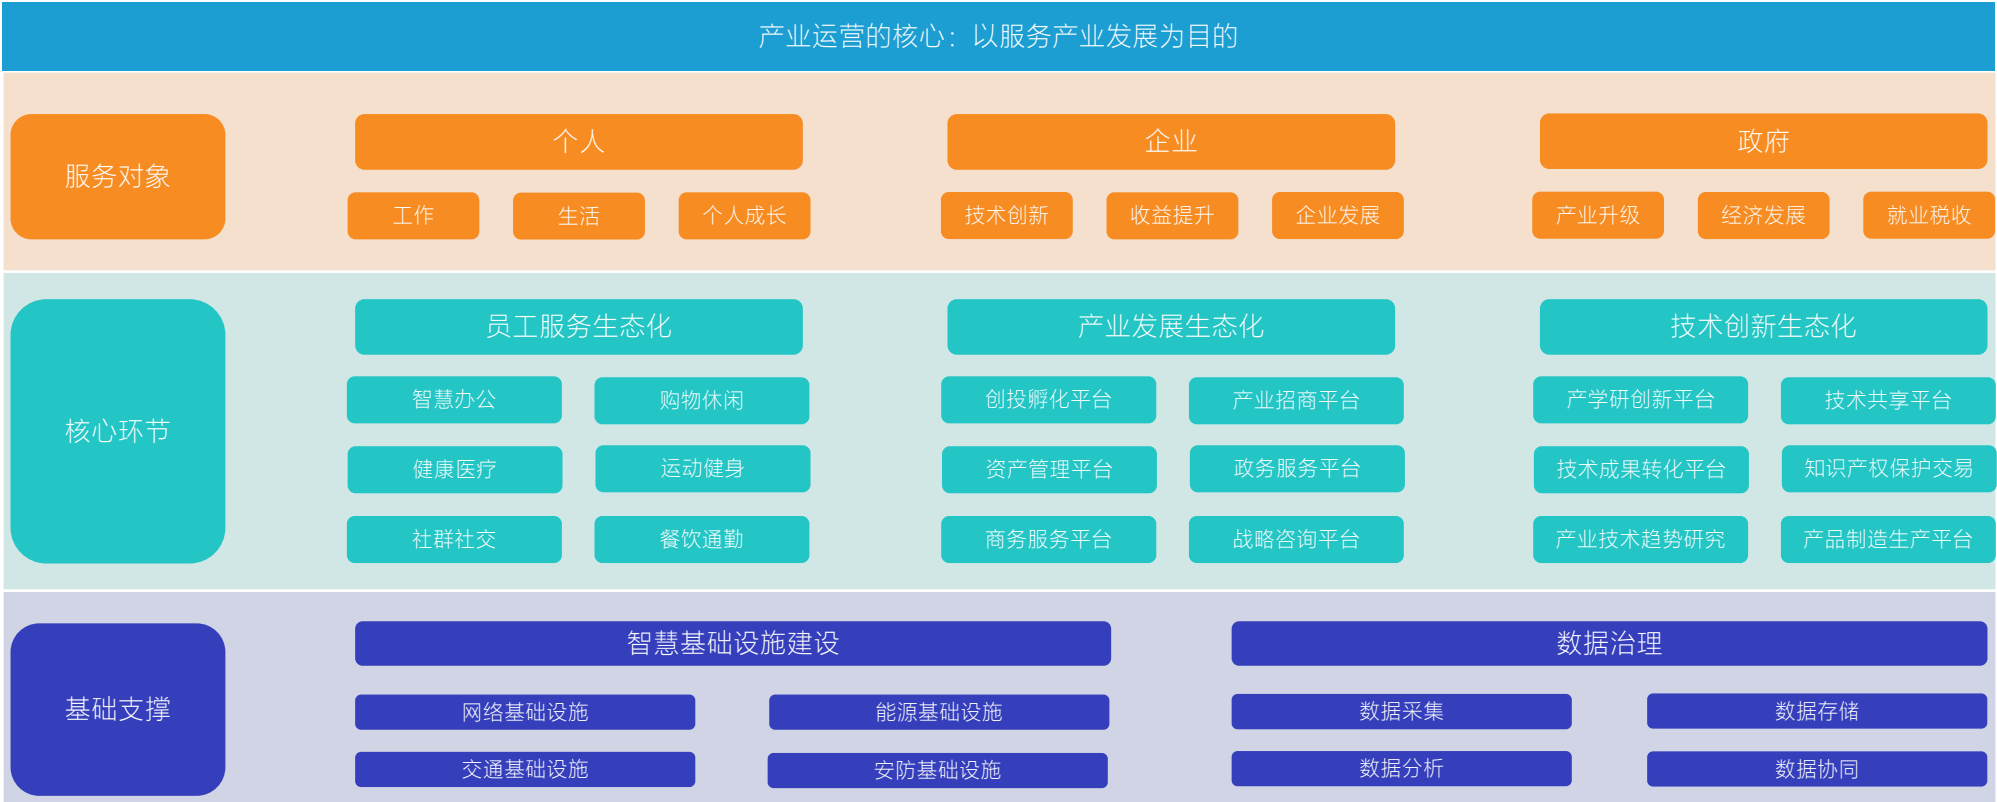 产业运营的核心：以服务产业发展为目的
服务对象
个人
企业
政府
工作
生活
个人成长
技术创新
收益提升
企业发展
产业升级
经济发展
就业税收
核心环节
员工服务生态化
产业发展生态化
技术创新生态化
智慧办公
购物休闲
创投孵化平台
产业招商平台
产学研创新平台
技术共享平台
健康医疗
运动健身
资产管理平台
政务服务平台
技术成果转化平台
知识产权保护交易
社群社交
餐饮通勤
商务服务平台
战略咨询平台
产业技术趋势研究
产品制造生产平台
基础支撑
智慧基础设施建设
数据治理
网络基础设施
能源基础设施
数据采集
数据存储
交通基础设施
安防基础设施
数据分析
数据协同